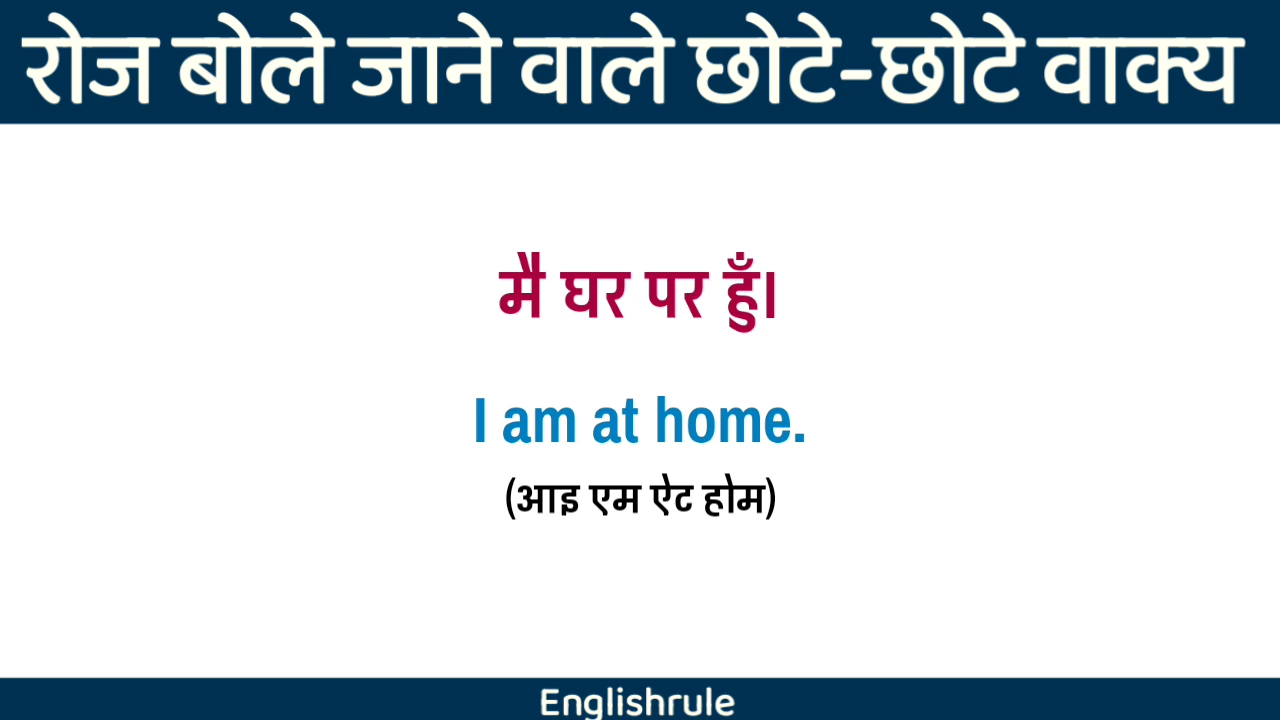 रोज बोले जाने वाले छोटे-छोटे वाक्य
मै घर पर हुँ।
I am at home.
(आइ एम ऐट होम)
Englishrule